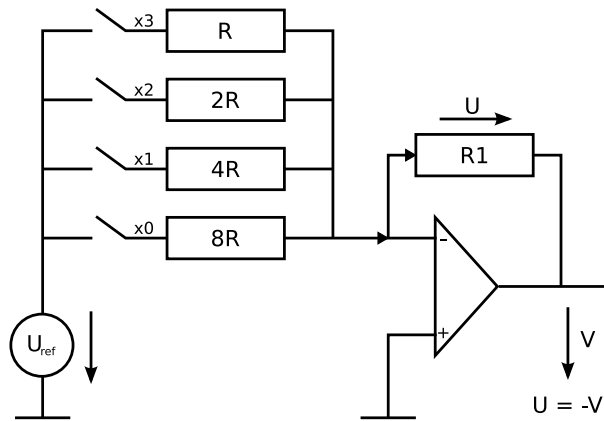 x3
R
x2
2R
U
x1
4R
R1
x0
8R
-
+
Uref
V
U = -V